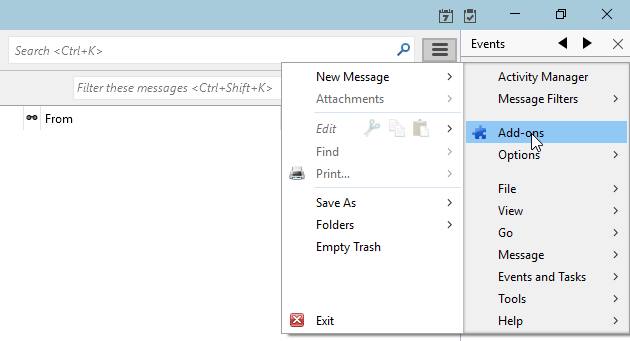 7
Search <Ctrl+K>
Events
Filter these messages <Ctrl+Shift+K>
From
New Message
Attachments
Edit
Find
Print...
Save As
Folders
Empty Trash
Exit
Activity Manager
Message Filters
Add-ons
Options
File
View
Go
Message
Events and Tasks
Tools
Help